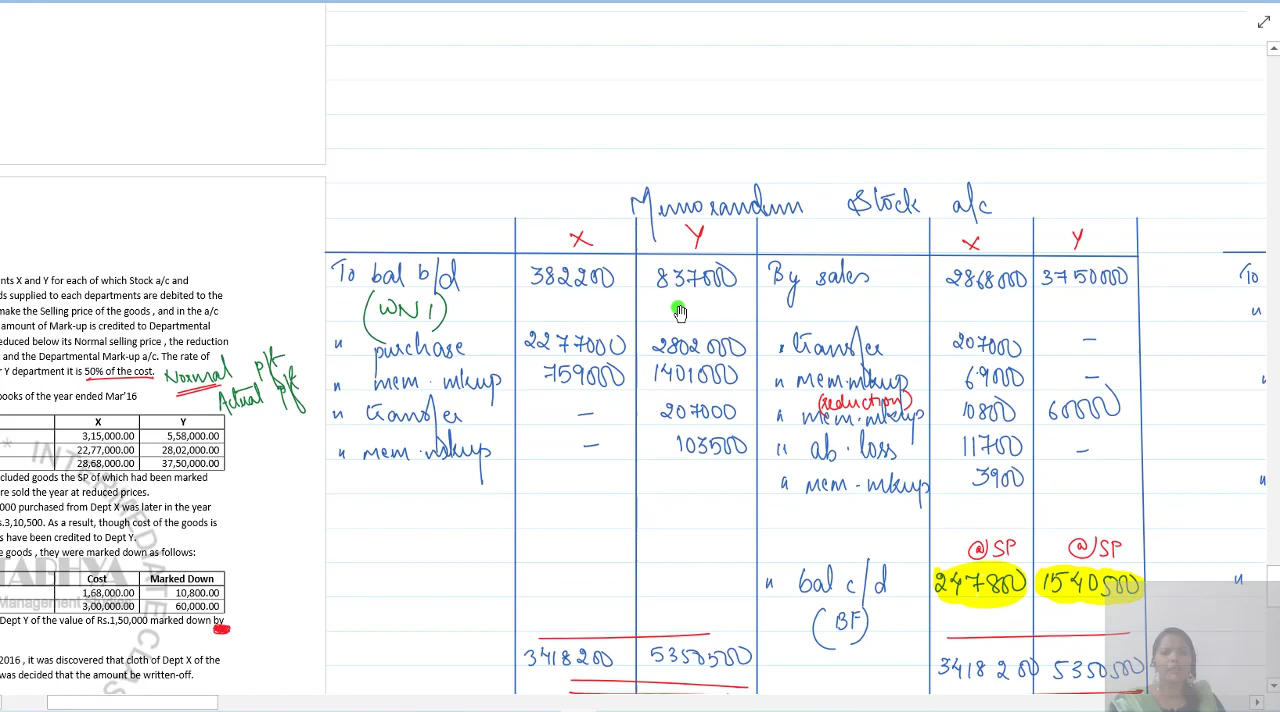 nts X and Y for each of which Stock a/c and
ds supplied to each departments are debited to the
make the Selling price of the goods , and in the a/c
amount of Mark-up is credited to Departmental
educed below its Normal selling price , the reduction
and the Departmental Mark-up a/c. The rate of
r Y department it is 50% of the cost.
Normal pft
Actual pft
ooks of the year ended Mar'16
X Y
3,15,000.00 5,58,000.00
22,77,000.00 28,02,000.00
28,68,000.00 37,50,000.00
cluded goods the SP of which had been marked
re sold the year at reduced prices.
000 purchased from Dept X was later in the year
s.3,10,500. As a result, though cost of the goods is
s have been credited to Dept Y.
e goods , they were marked down as follows:
Cost Marked Down
1,68,000.00 10,800.00
3,00,000.00 60,000.00
Dept Y of the value of Rs.1,50,000 marked down by
2016 , it was discovered that cloth of Dept X of the
was decided that the amount be written-off.
Memorandum Stock a/c
X Y X Y
To bal b/d 382200 837000 By sales 2868000 3750000 To
(WN 1)
" purchase 2277000 2802000 " transfer 207000 -
" mem. mkup 759000 1401000 " mem.mkup 69000 -
(reduction)
" transfer - 207000 " mem.mkup 10800 60000
" mem.mkup - 103500 " ab. loss 11700 -
" mem.mkup 3900
@SP @SP
" bal c/d 247800 1540500
(BF)
3418200 5350500 3418200 5350500